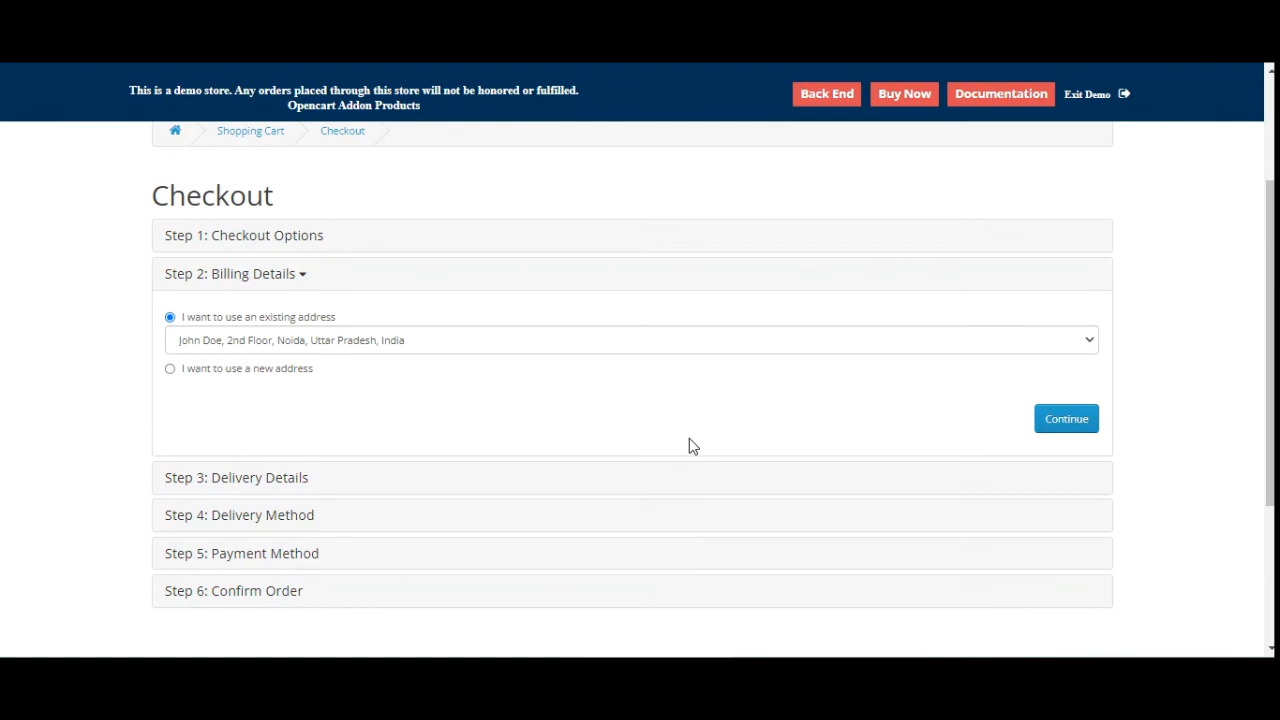 This is a demo store. Any orders placed through this store will not be honored or fulfilled.
Opencart Addon Products
Back End
Buy Now
Documentation
Exit Demo
Shopping Cart
Checkout
Checkout
Step 1: Checkout Options
Step 2: Billing Details
I want to use an existing address
John Doe, 2nd Floor, Noida, Uttar Pradesh, India
I want to use a new address
Continue
Step 3: Delivery Details
Step 4: Delivery Method
Step 5: Payment Method
Step 6: Confirm Order